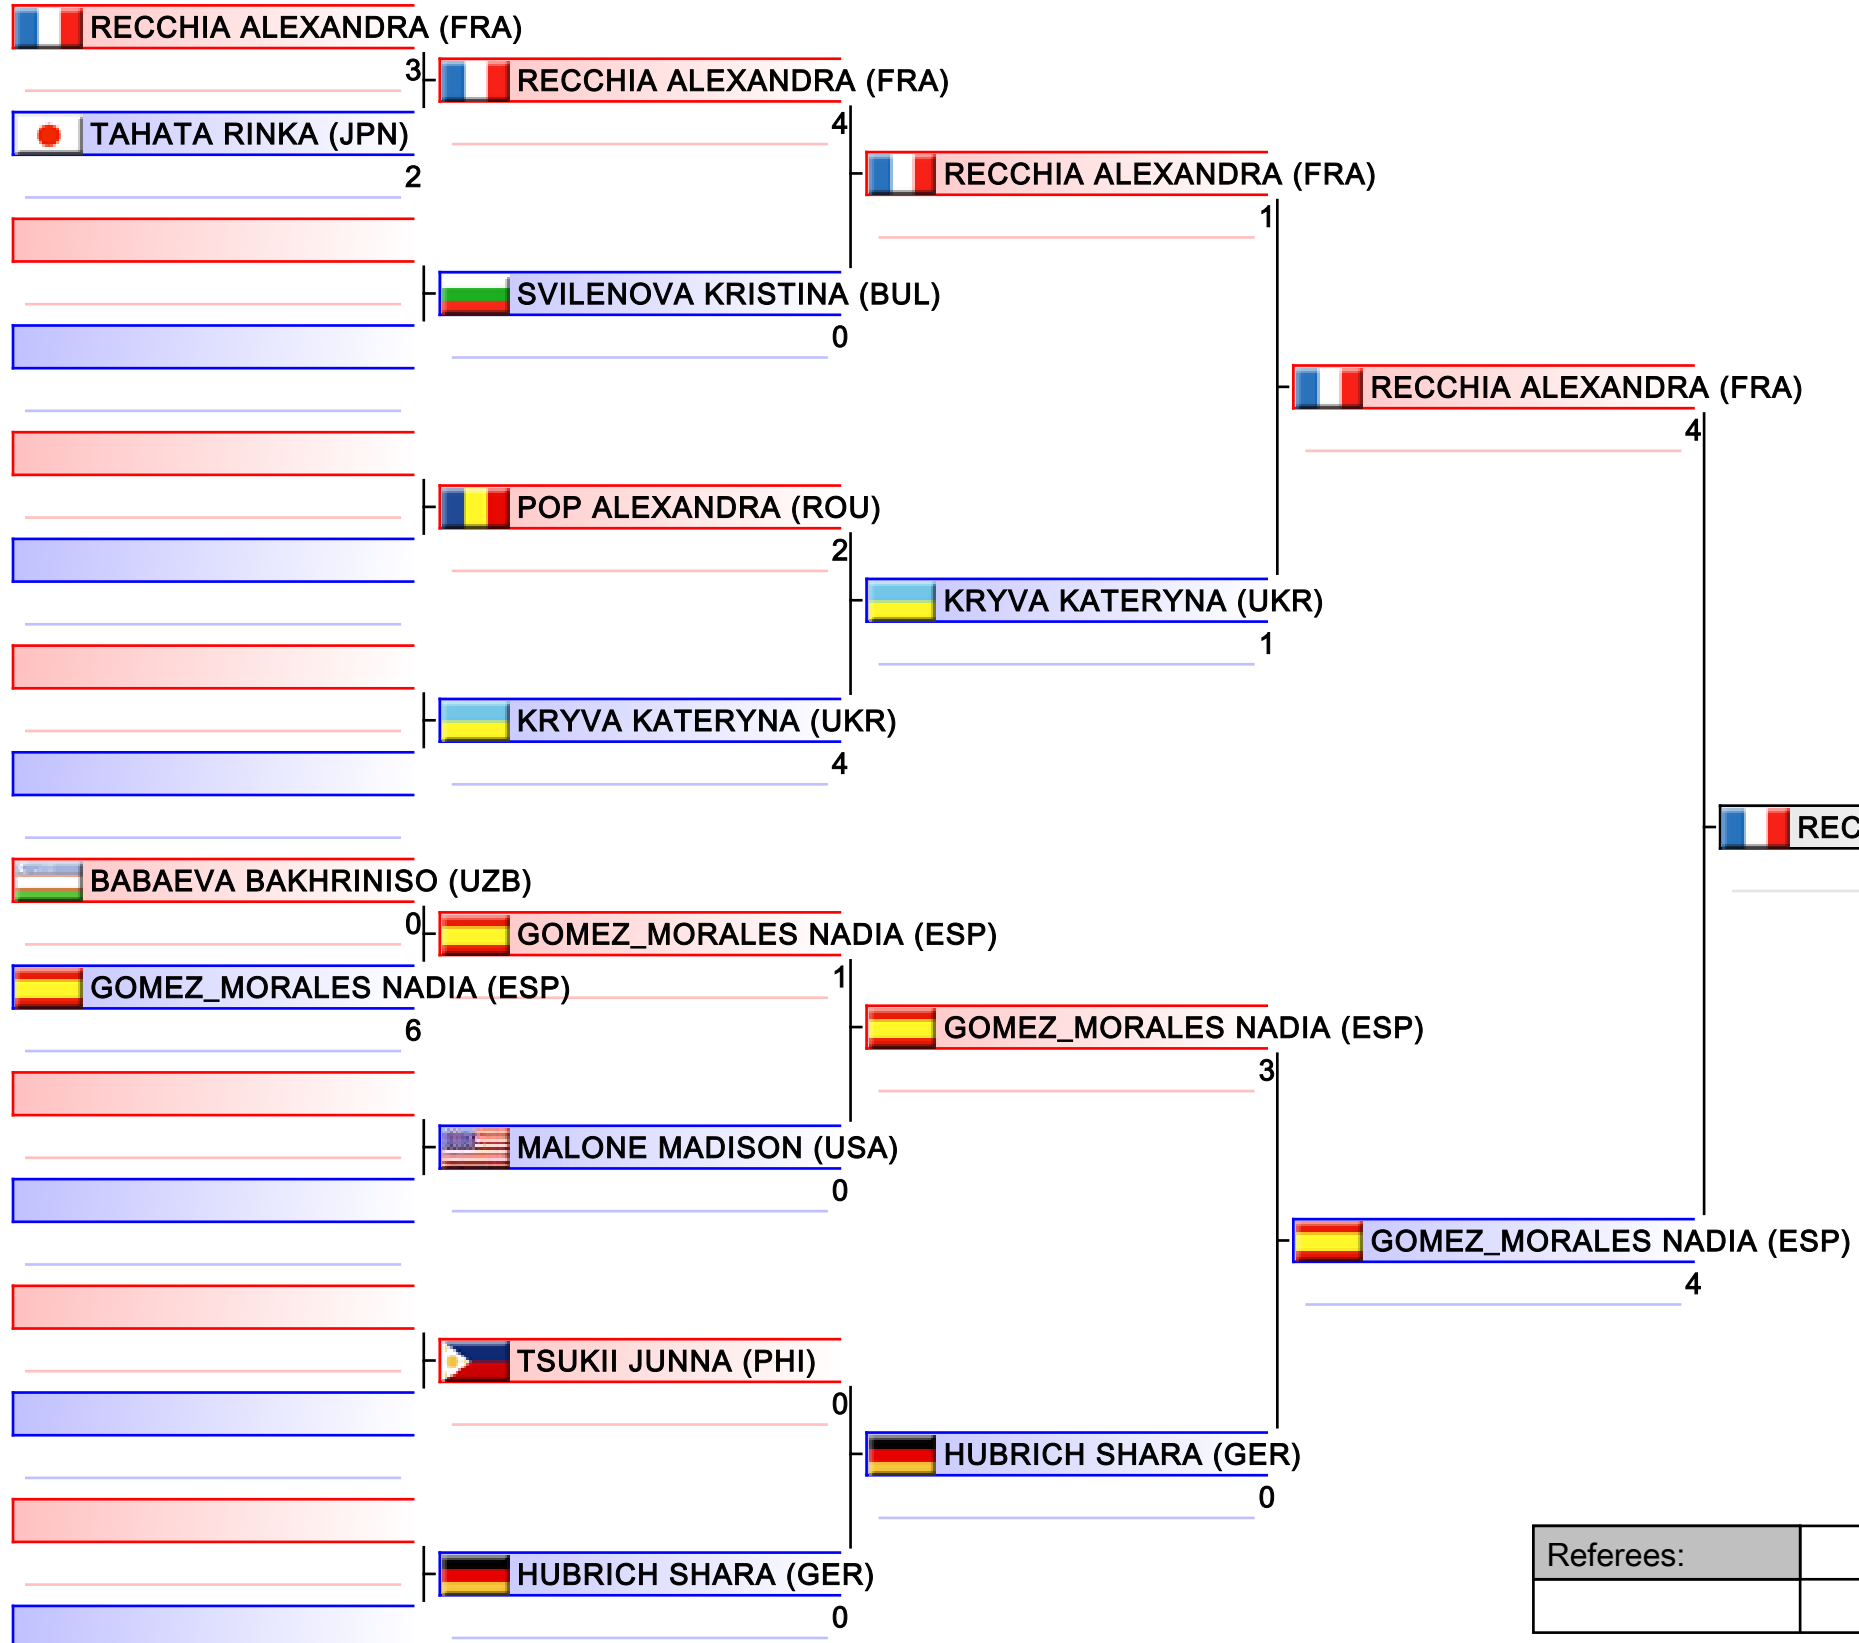 RECCHIA ALEXANDRA (FRA)
3
RECCHIA ALEXANDRA (FRA)
4
TAHATA RINKA (JPN)
2
RECCHIA ALEXANDRA (FRA)
1
SVILENOVA KRISTINA (BUL)
0
RECCHIA ALEXANDRA (FRA)
4
POP ALEXANDRA (ROU)
2
KRYVA KATERYNA (UKR)
1
KRYVA KATERYNA (UKR)
4
REC
BABAEVA BAKHRINISO (UZB)
0
GOMEZ_MORALES NADIA (ESP)
1
GOMEZ_MORALES NADIA (ESP)
6
GOMEZ_MORALES NADIA (ESP)
3
MALONE MADISON (USA)
0
GOMEZ_MORALES NADIA (ESP)
4
TSUKII JUNNA (PHI)
0
HUBRICH SHARA (GER)
0
HUBRICH SHARA (GER)
0
Referees: